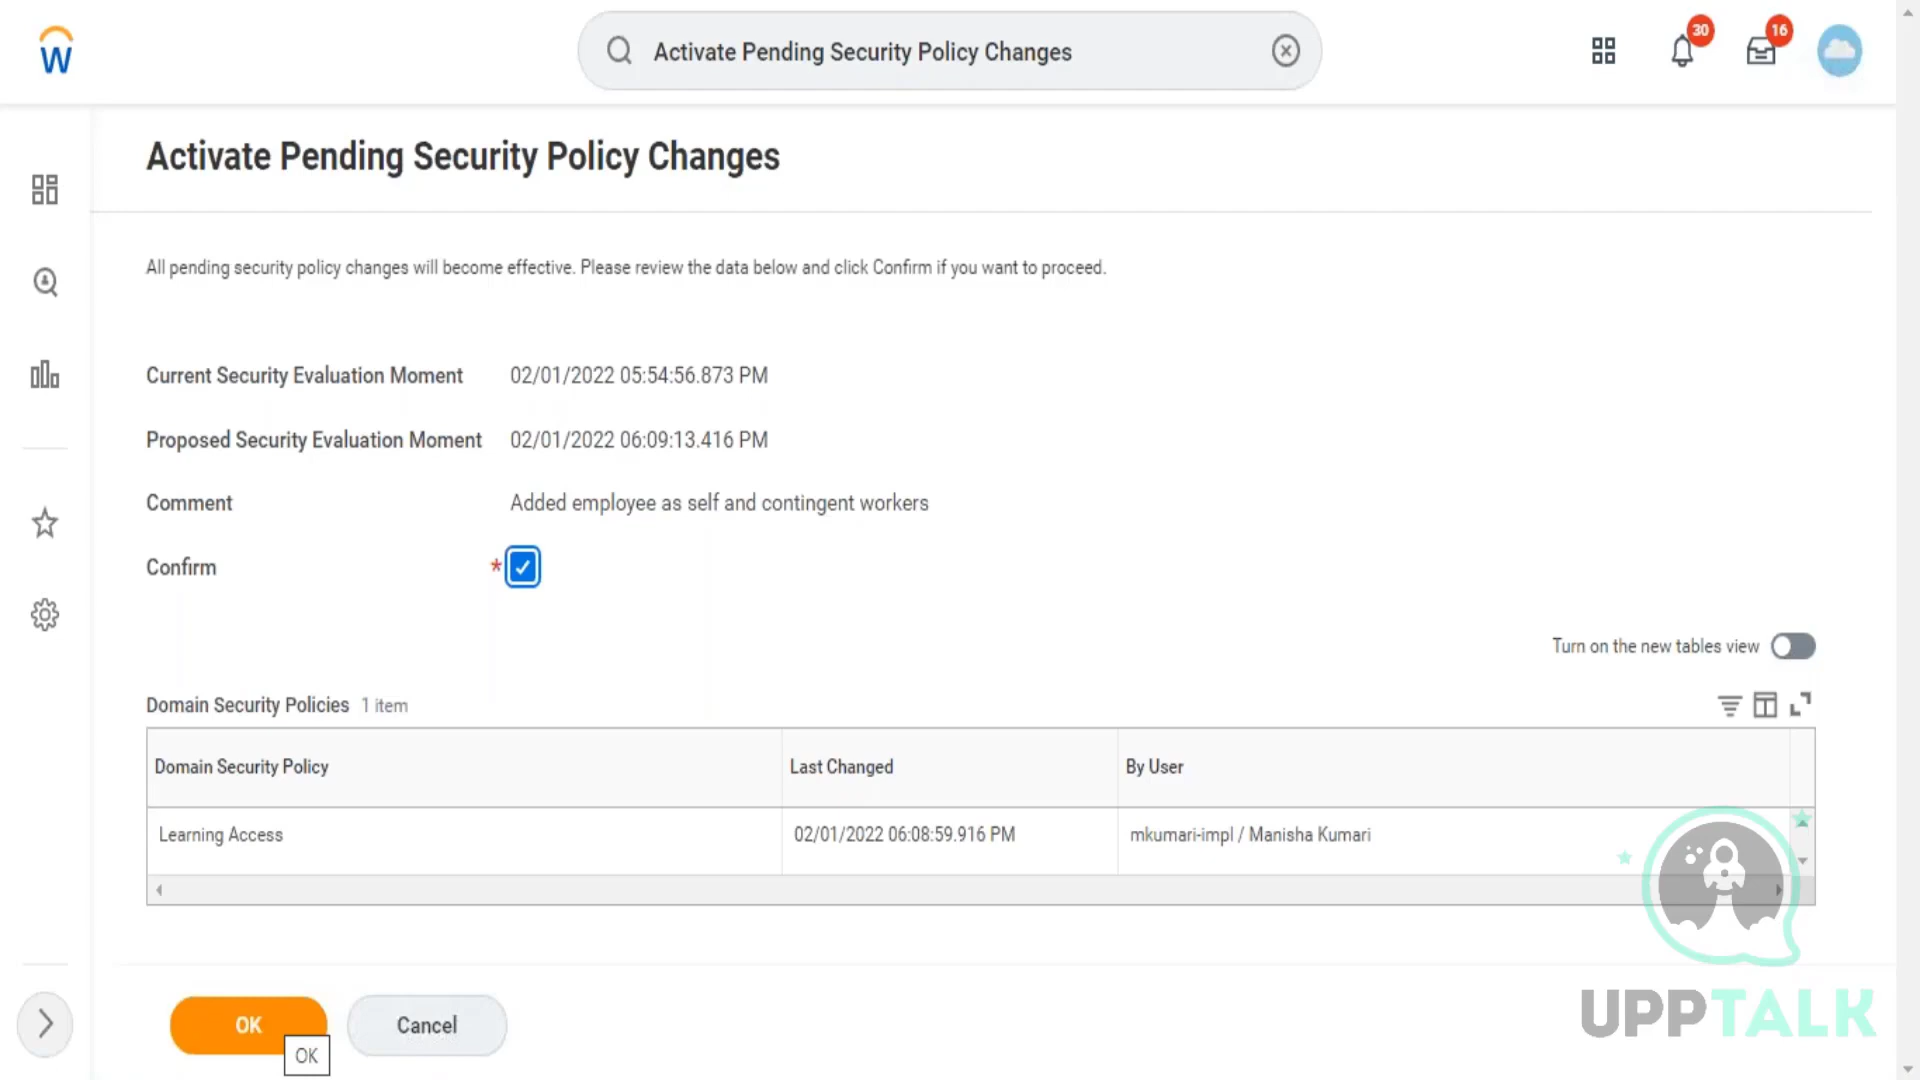 W
Activate Pending Security Policy Changes
30
16
Activate Pending Security Policy Changes
All pending security policy changes will become effective. Please review the data below and click Confirm if you want to proceed.
Current Security Evaluation Moment 02/01/2022 05:54:56.873 PM
Proposed Security Evaluation Moment 02/01/2022 06:09:13.416 PM
Comment Added employee as self and contingent workers
Confirm *
Turn on the new tables view
Domain Security Policies 1 item
Domain Security Policy Last Changed By User
Learning Access 02/01/2022 06:08:59.916 PM mkumari-impl / Manisha Kumari
OK Cancel
OK
UPPTALK